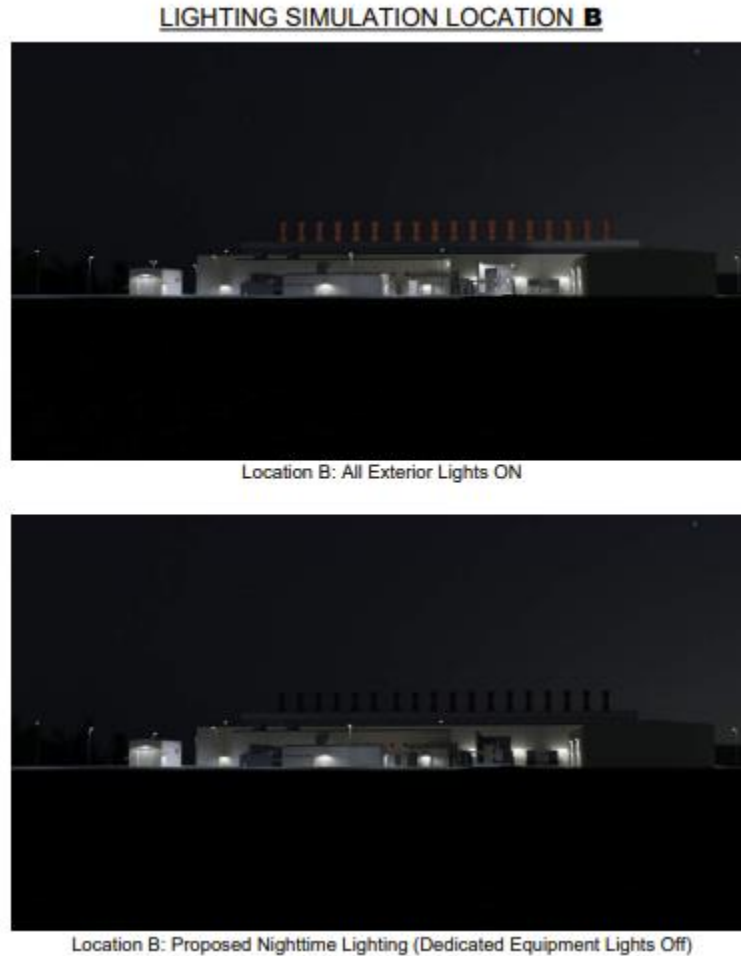 LIGHTING SIMULATION LOCATION B
Location B: All Exterior Lights ON
Location B: Proposed Nighttime Lighting (Dedicated Equipment Lights Off)